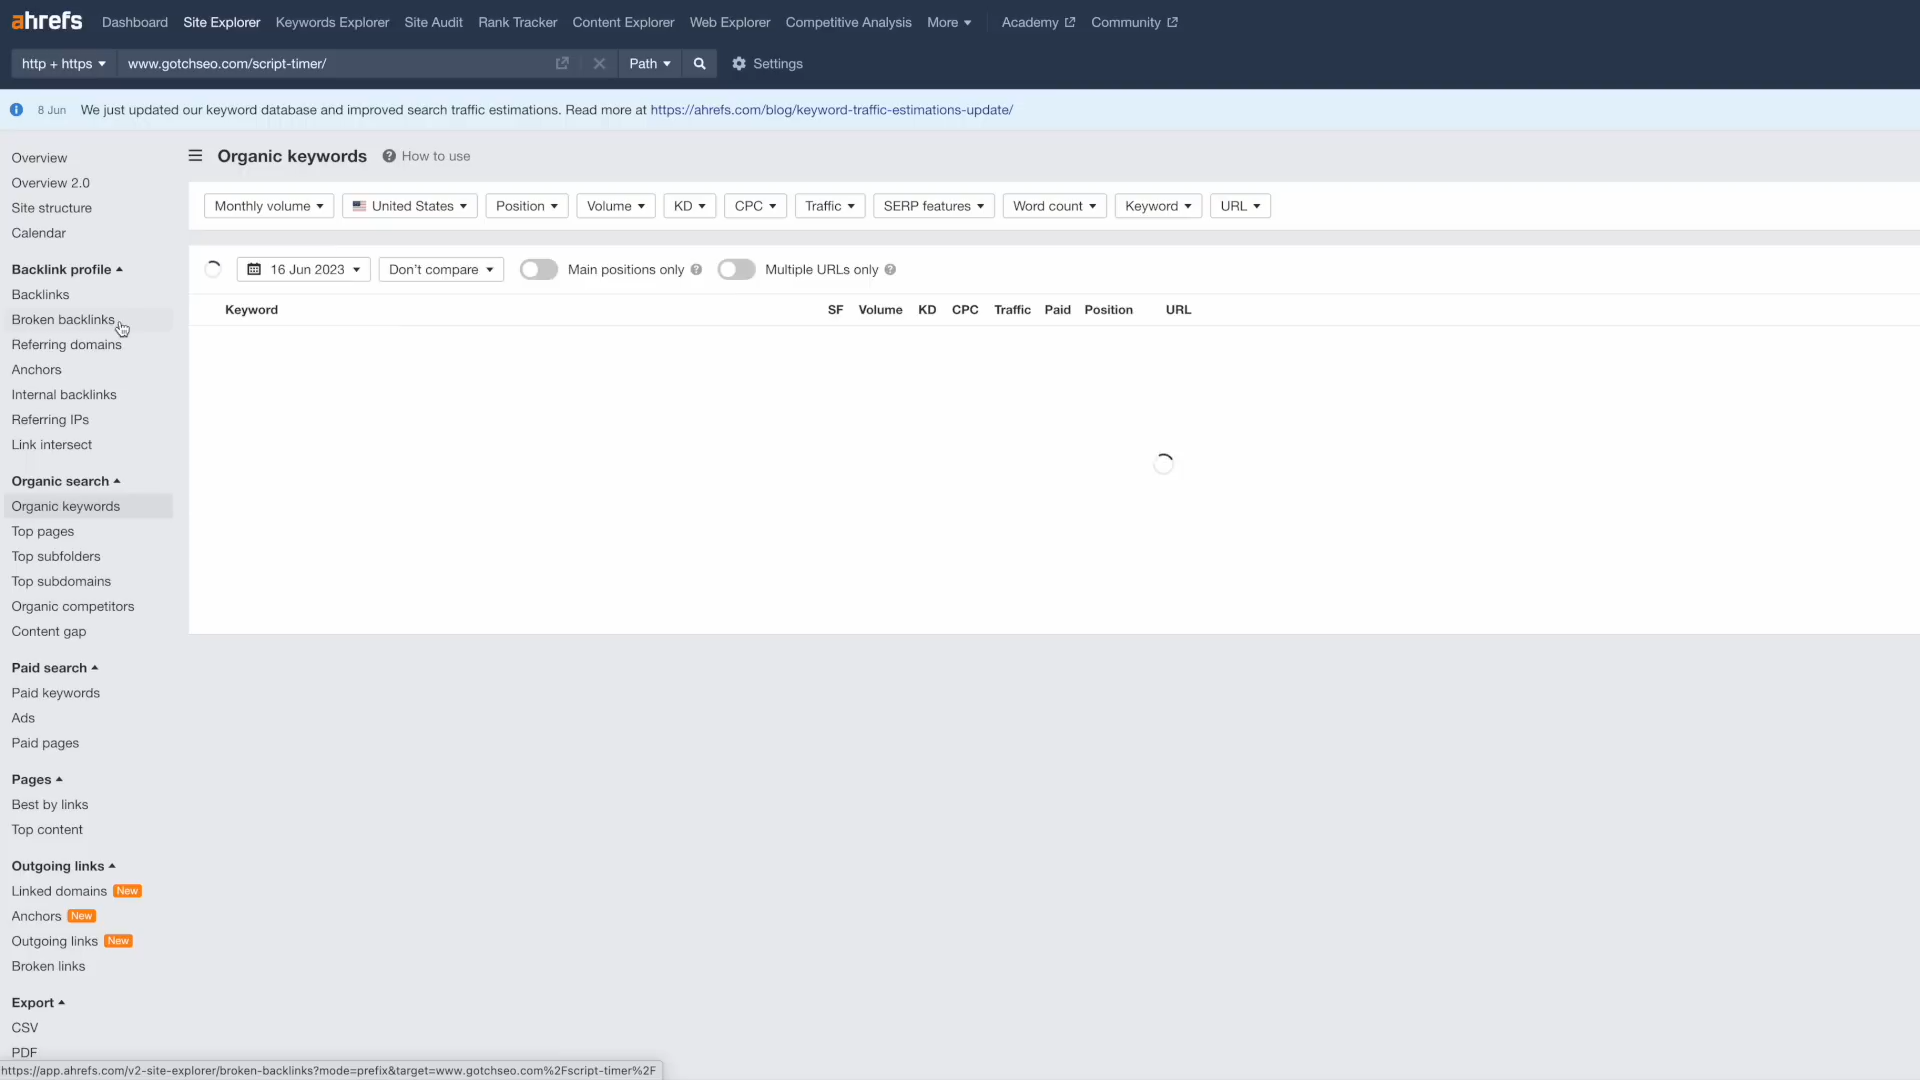 ahrefs Dashboard Site Explorer Keywords Explorer Site Audit Rank Tracker Content Explorer Web Explorer Competitive Analysis More Academy Community
http + https www.gotchseo.com/script-timer/ Path Settings
8 Jun We just updated our keyword database and improved search traffic estimations. Read more at https://ahrefs.com/blog/keyword-traffic-estimations-update/
Overview
Overview 2.0
Site structure
Calendar
Backlink profile
Backlinks
Broken backlinks
Referring domains
Anchors
Internal backlinks
Referring IPs
Link intersect
Organic search
Organic keywords
Top pages
Top subfolders
Top subdomains
Organic competitors
Content gap
Paid search
Paid keywords
Ads
Paid pages
Pages
Best by links
Top content
Outgoing links
Linked domains New
Anchors New
Outgoing links New
Broken links
Export
CSV
PDF
Organic keywords How to use
Monthly volume United States Position Volume KD CPC Traffic SERP features Word count Keyword URL
16 Jun 2023 Don't compare Main positions only Multiple URLs only
Keyword SF Volume KD CPC Traffic Paid Position URL
https://app.ahrefs.com/v2-site-explorer/broken-backlinks?mode=prefix&target=www.gotchseo.com%2Fscript-timer%2F